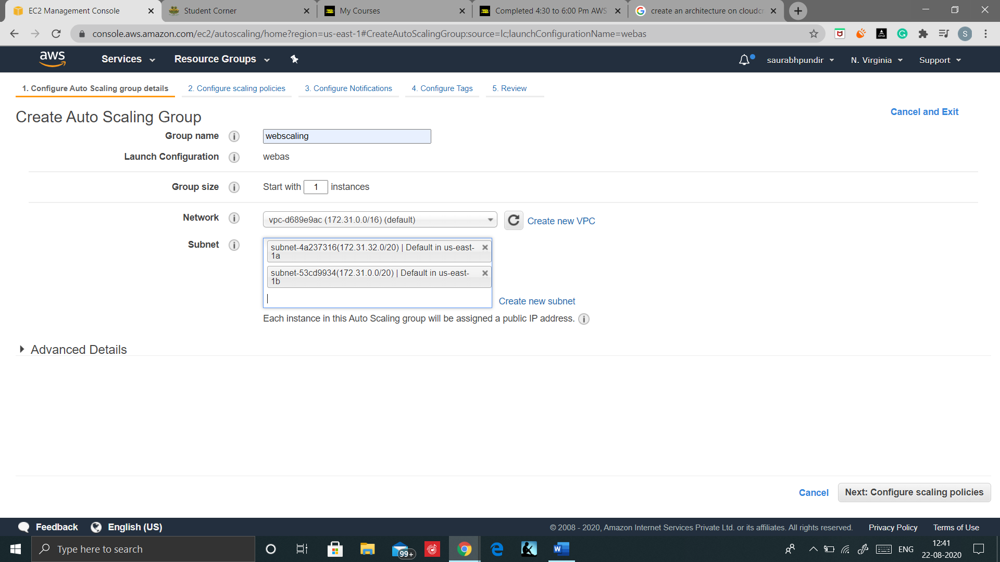 EC2 Management Console
Student Corner
My Courses
Completed 4:30 to 6:00 Pm AWS
create an architecture on cloudcr
console.aws.amazon.com/ec2/autoscaling/home?region=us-east-1#CreateAutoScalingGroup:source=lc;launchConfigurationName=webas
S
aws
Services
Resource Groups
saurabhpundir
N. Virginia
Support
1. Configure Auto Scaling group details
2. Configure scaling policies
3. Configure Notifications
4. Configure Tags
5. Review
Create Auto Scaling Group
Cancel and Exit
Group name
webscaling
Launch Configuration
webas
Group size
Start with 1 instances
Network
vpc-d689e9ac (172.31.0.0/16) (default)
Create new VPC
Subnet
subnet-4a237316(172.31.32.0/20) | Default in us-east-
1a
subnet-53cd9934(172.31.0.0/20) | Default in us-east-
1b
Create new subnet
Each instance in this Auto Scaling group will be assigned a public IP address.
Advanced Details
Cancel
Next: Configure scaling policies
Feedback
English (US)
© 2008 - 2020, Amazon Internet Services Private Ltd. or its affiliates. All rights reserved.
Privacy Policy
Terms of Use
Type here to search
99+
ENG
12:41
22-08-2020